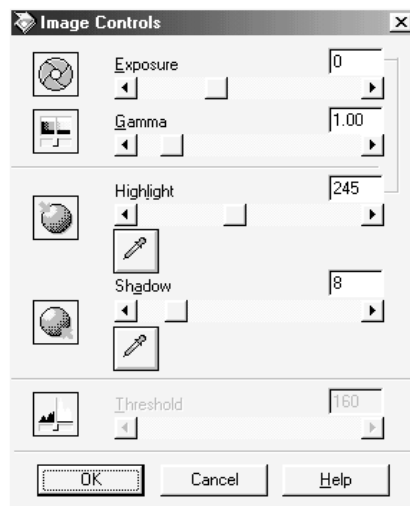 Image Controls
Exposure 0
Gamma 1.00
Highlight 245
Shadow 8
Threshold 160
OK Cancel Help